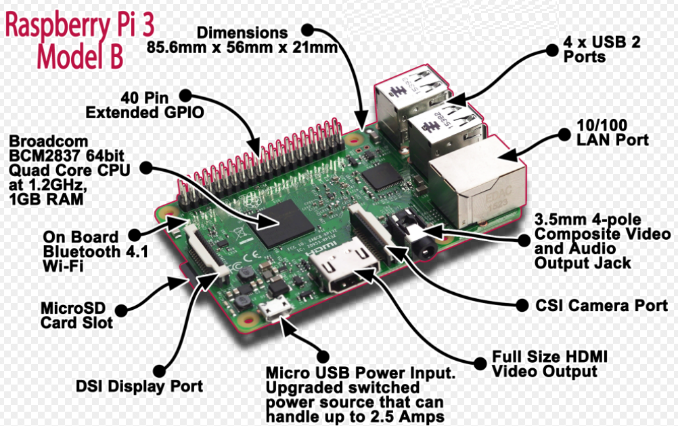 Raspberry Pi 3
Model B
Dimensions
85.6mm x 56mm x 21mm
4 x USB 2
Ports
40 Pin
Extended GPIO
10/100
LAN Port
Broadcom
BCM2837 64bit
Quad Core CPU
at 1.2GHz,
1GB RAM
3.5mm 4-pole
Composite Video
and Audio
Output Jack
On Board
Bluetooth 4.1
Wi-Fi
HDMI
CE
MicroSD
Card Slot
CSI Camera Port
DSI Display Port
Micro USB Power Input.
Upgraded switched
power source that can
handle up to 2.5 Amps
Full Size HDMI
Video Output